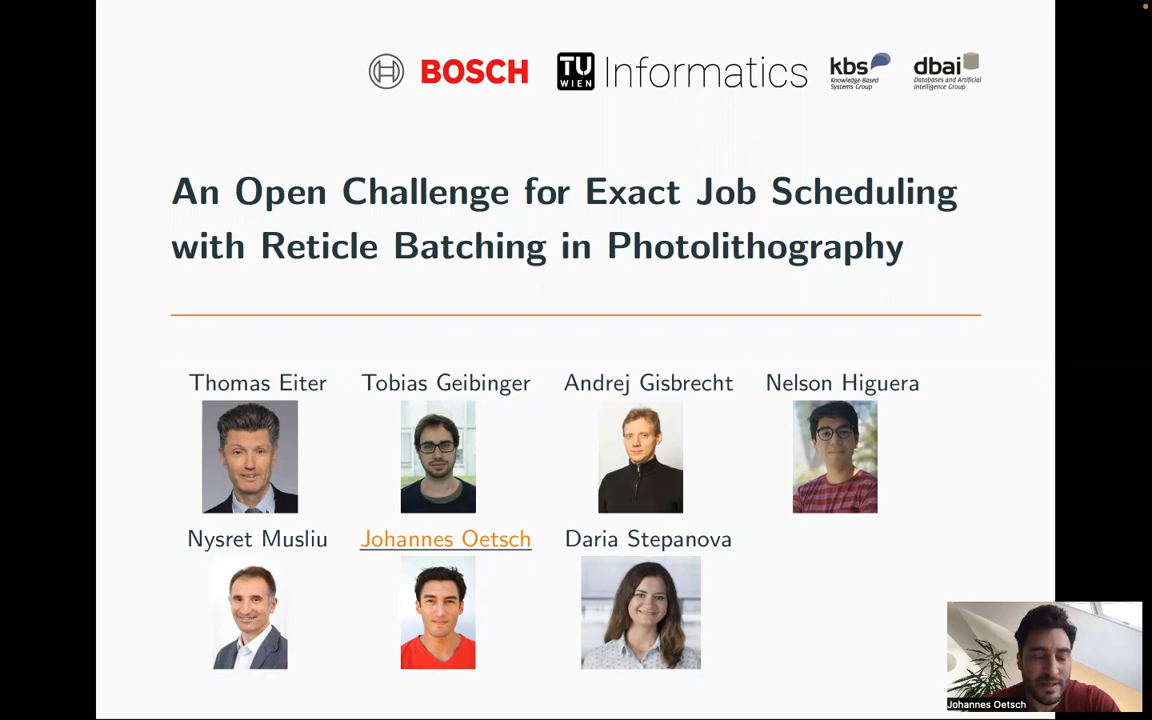 BOSCH
TU WIEN Informatics
kbs Knowledge-Based Systems Group
dbai Databases and Artificial Intelligence Group
An Open Challenge for Exact Job Scheduling
with Reticle Batching in Photolithography
Thomas Eiter Tobias Geibinger Andrej Gisbrecht Nelson Higuera
Nysret Musliu Johannes Oetsch Daria Stepanova
Johannes Oetsch